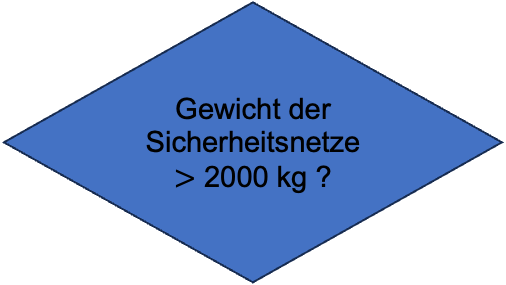 Gewicht der
Sicherheitsnetze
> 2000 kg ?